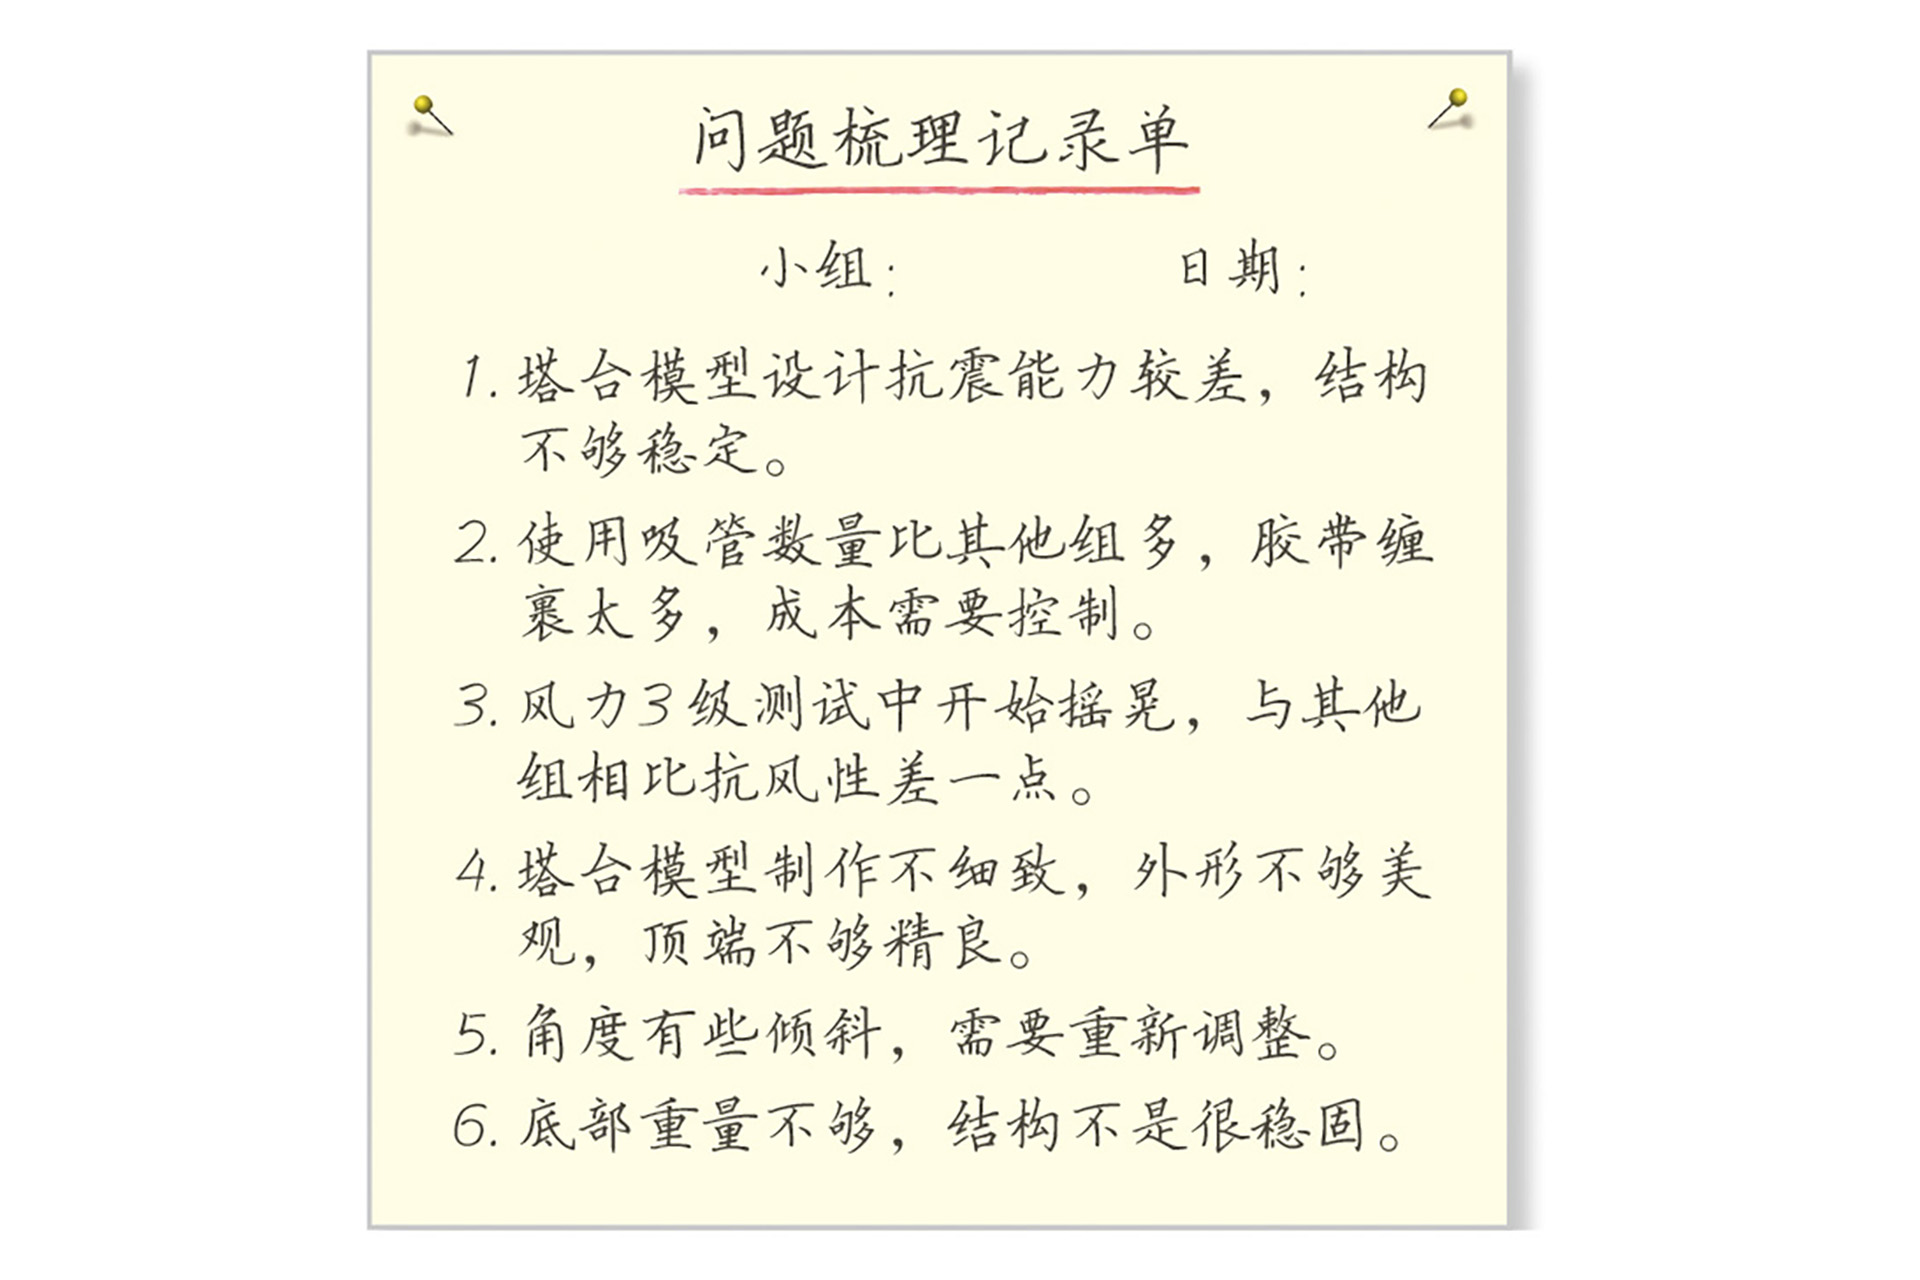 问题梳理记录单
小组：  日期：
1. 塔台模型设计抗震能力较差，结构
不够稳定。
2. 使用吸管数量比其他组多，胶带缠
裹太多，成本需要控制。
3. 风力3级测试中开始摇晃，与其他
组相比抗风性差一点。
4. 塔台模型制作不细致，外形不够美
观，顶端不够精良。
5. 角度有些倾斜，需要重新调整。
6. 底部重量不够，结构不是很稳固。